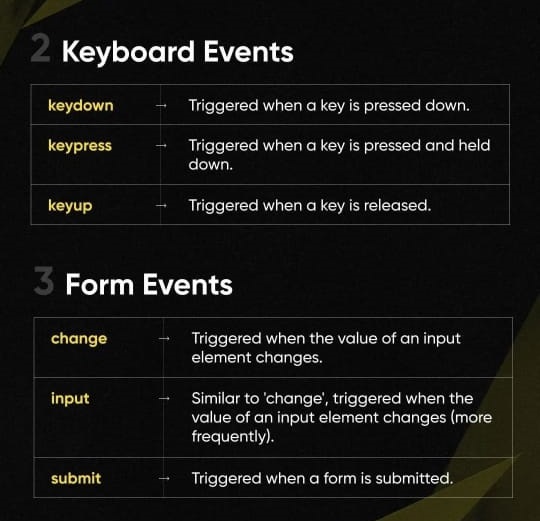 2 Keyboard Events
keydown → Triggered when a key is pressed down.
keypress → Triggered when a key is pressed and held
down.
keyup → Triggered when a key is released.
3 Form Events
change → Triggered when the value of an input
element changes.
input → Similar to 'change', triggered when the
value of an input element changes (more
frequently).
submit → Triggered when a form is submitted.